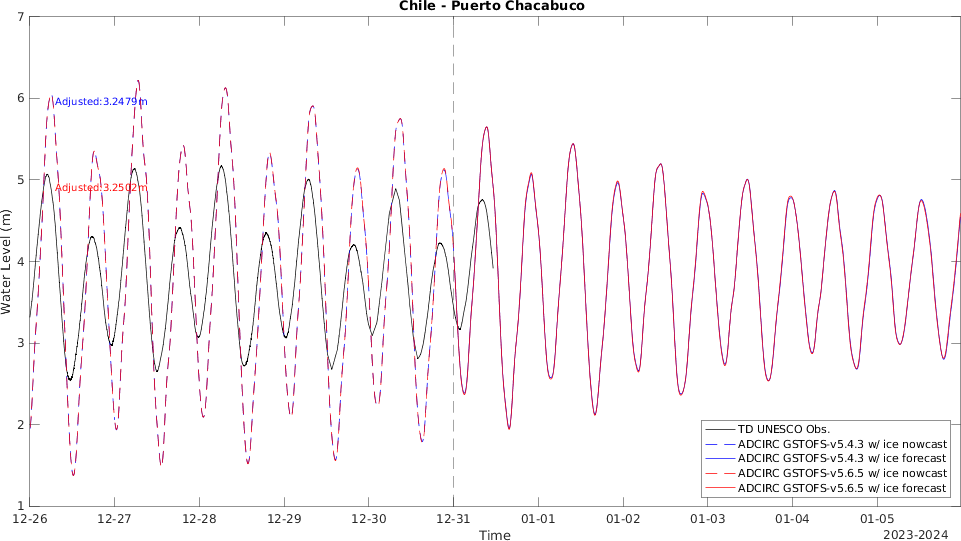 Chile - Puerto Chacabuco
7
6
5
4
3
2
1
Water Level (m)
Adjusted:3.2479m
Adjusted:3.2502m
TD UNESCO Obs.
ADCIRC GSTOFS-v5.4.3 w/ ice nowcast
ADCIRC GSTOFS-v5.4.3 w/ ice forecast
ADCIRC GSTOFS-v5.6.5 w/ ice nowcast
ADCIRC GSTOFS-v5.6.5 w/ ice forecast
12-26 12-27 12-28 12-29 12-30 12-31 01-01 01-02 01-03 01-04 01-05
Time
2023-2024